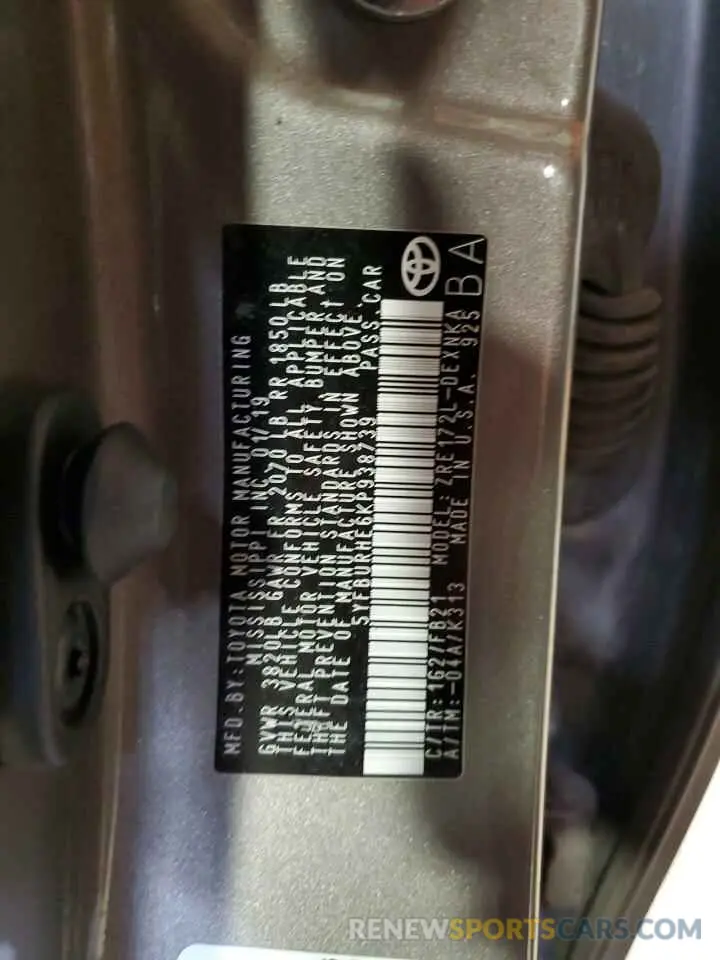 MFD. BY: TOYOTA MOTOR MANUFACTURING
MISSISSIPPI INC. 01/19
GVWR 3820LB GAWR FR 2070 LB RR 1850 LB
THIS VEHICLE CONFORMS TO ALL APPLICABLE
FEDERAL MOTOR VEHICLE SAFETY, BUMPER AND
THEFT PREVENTION STANDARDS IN EFFECT ON
THE DATE OF MANUFACTURE SHOWN ABOVE.
5YFBURHE6KP938739 PASS. CAR
C/TR: 1G2/FB21 MODEL: ZRE172L-DEXNKA
A/TM: -04A/K313 MADE IN U.S.A. 925
BA
RENEWSPORTSCARS.COM